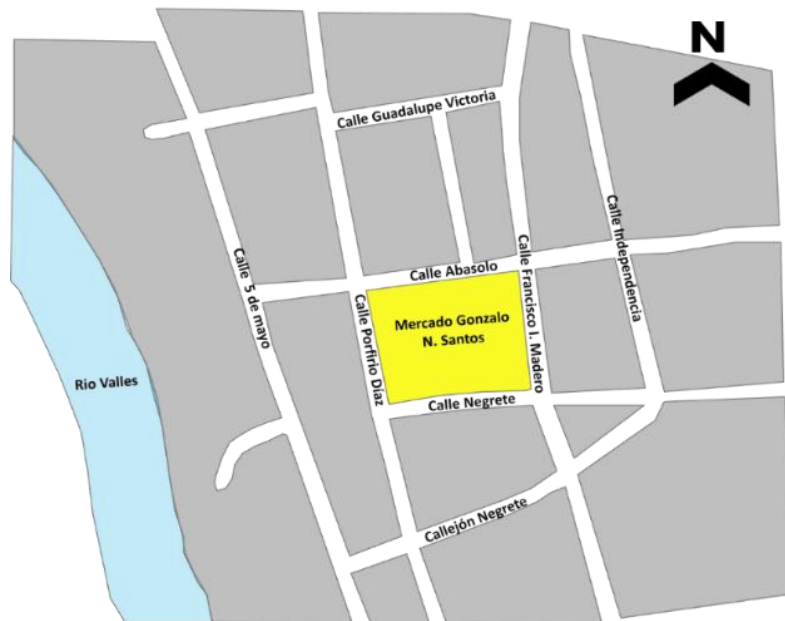 N
Calle Guadalupe Victoria
Calle Independencia
Calle 5 de mayo
Calle Abasolo
Calle Francisco I. Madero
Calle Porfirio Díaz
Mercado Gonzalo
N. Santos
Rio Valles
Calle Negrete
Callejón Negrete